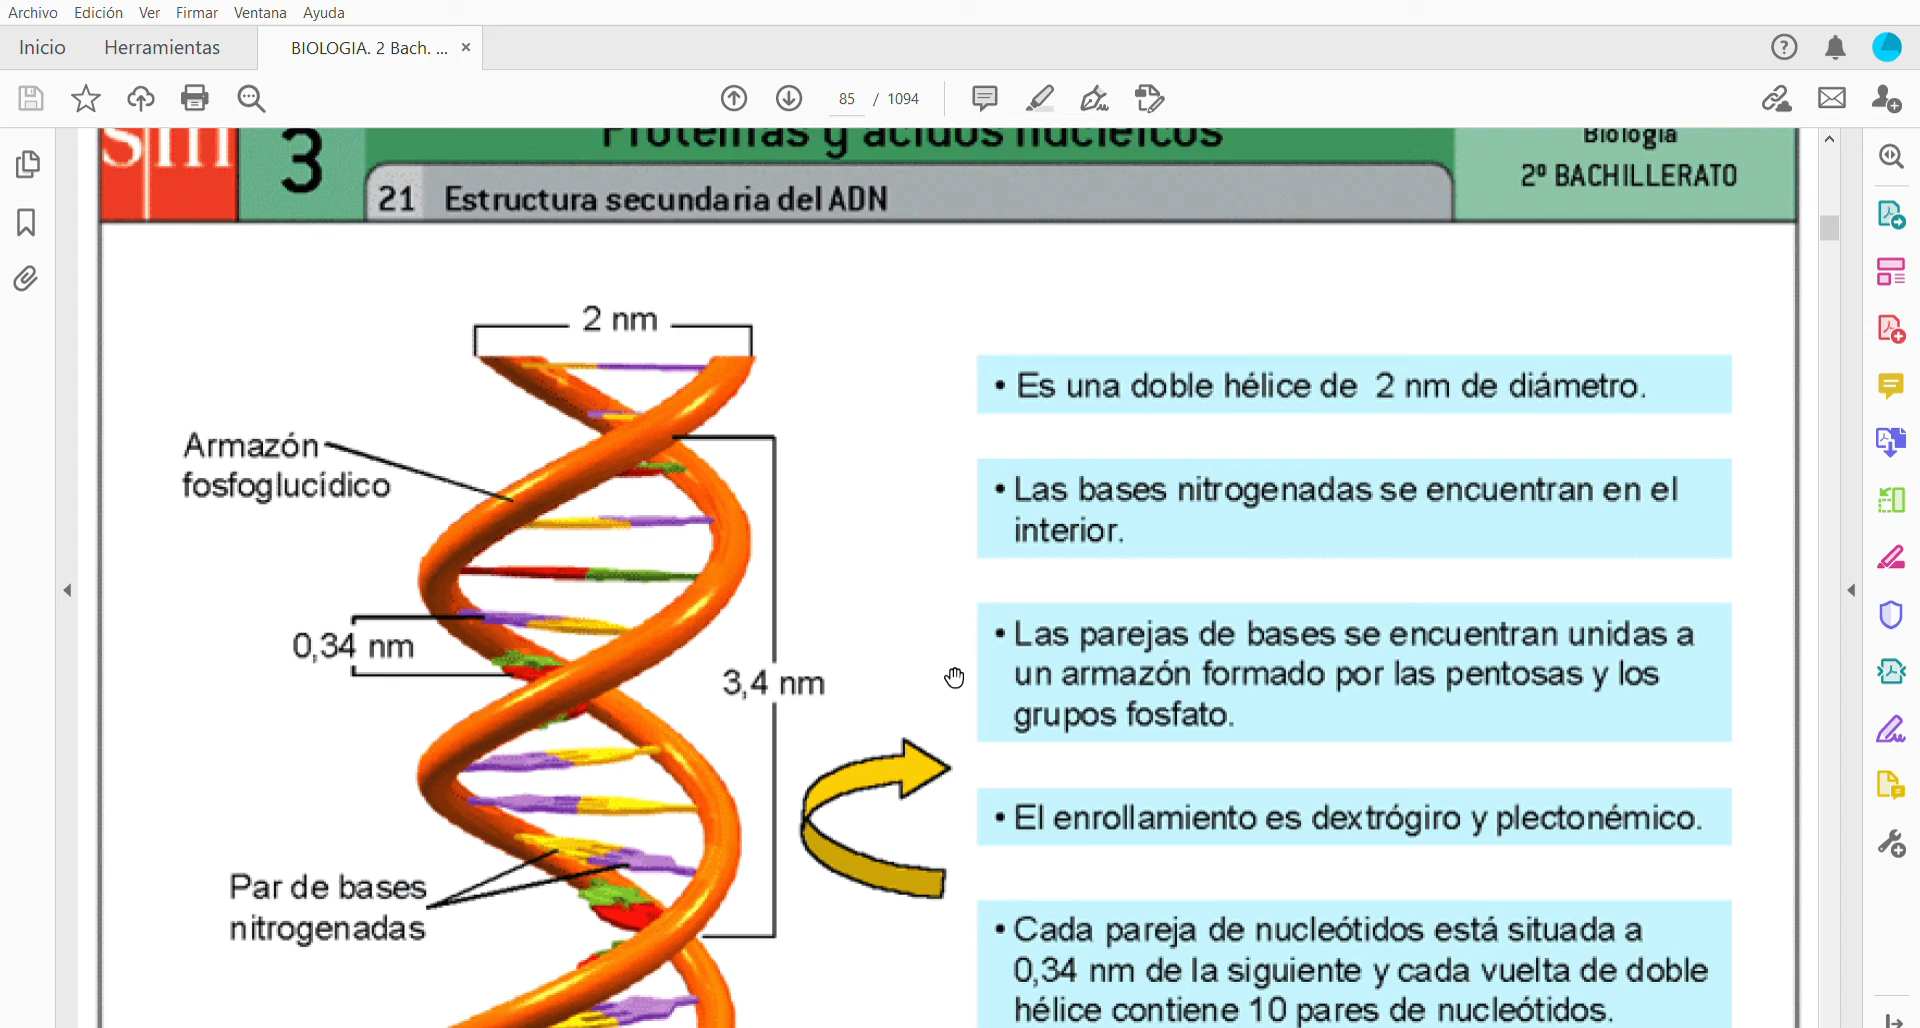 Archivo Edición Ver Firmar Ventana Ayuda
Inicio Herramientas BIOLOGIA. 2 Bach. ... ×
85 / 1094
sm 3 Proteínas y ácidos nucleicos Biología
2º BACHILLERATO
21 Estructura secundaria del ADN
2 nm
Armazón
fosfoglucídico
0,34 nm
3,4 nm
Par de bases
nitrogenadas
• Es una doble hélice de 2 nm de diámetro.
• Las bases nitrogenadas se encuentran en el
interior.
• Las parejas de bases se encuentran unidas a
un armazón formado por las pentosas y los
grupos fosfato.
• El enrollamiento es dextrógiro y plectonémico.
• Cada pareja de nucleótidos está situada a
0,34 nm de la siguiente y cada vuelta de doble
hélice contiene 10 pares de nucleótidos.